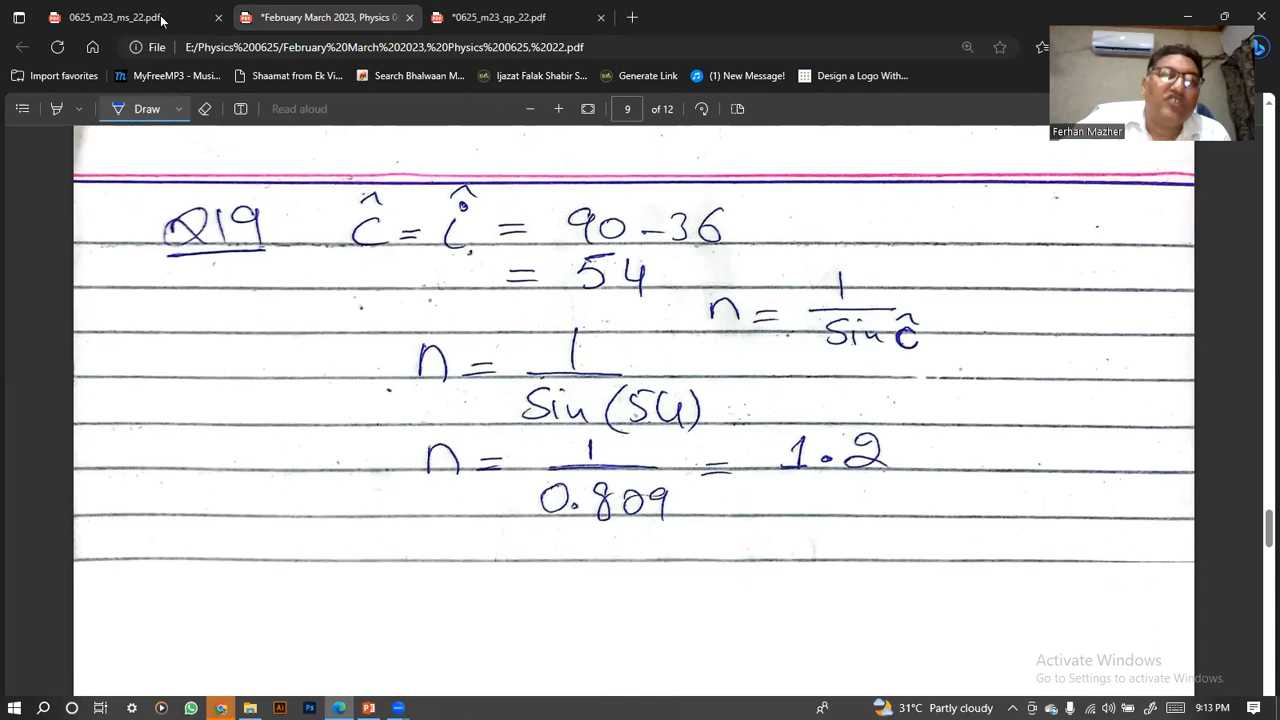 0625_m23_ms_22.pdf
*February March 2023, Physics 0
*0625_m23_qp_22.pdf
File
E:/Physics%200625/February%20March%202023,%20Physics%200625,%2022.pdf
Import favorites
MyFreeMP3 - Musi...
Shaamat from Ek Vi...
Search Bhalwaan M...
Ijazat Falak Shabir S...
Generate Link
(1) New Message!
Design a Logo With...
Draw
Read aloud
9 of 12
Ferhan Mazher
Q19 ĉ = î = 90 - 36
= 54
n = 1 / Sin ĉ
n = 1 / Sin (54)
n = 1 / 0.809 = 1.2
Activate Windows
Go to Settings to activate Windows.
31°C Partly cloudy
9:13 PM